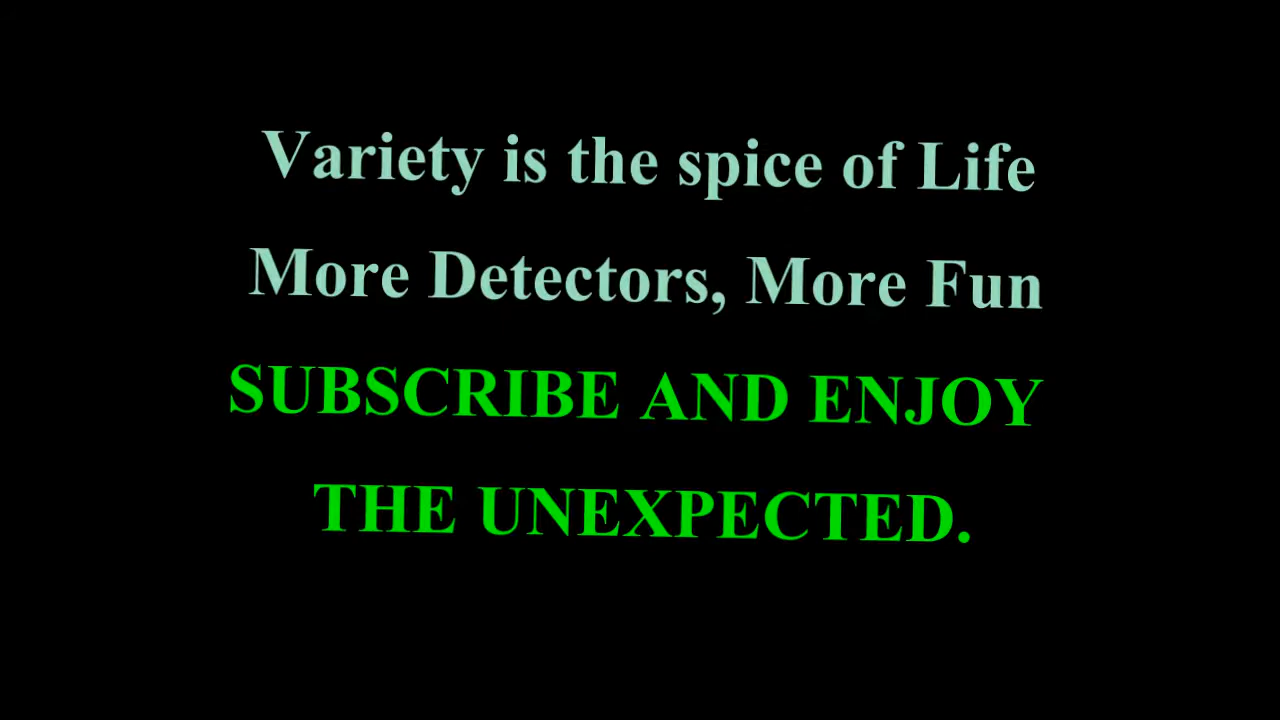 Variety is the spice of Life
More Detectors, More Fun
SUBSCRIBE AND ENJOY
THE UNEXPECTED.